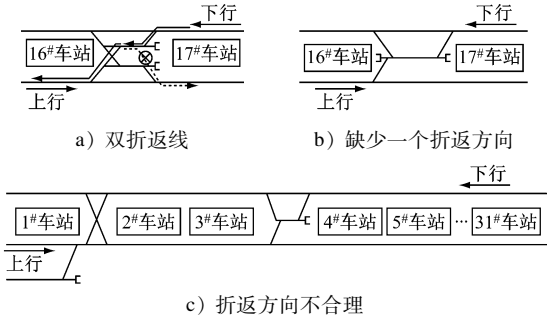 下行
16#车站
17#车站
上行
a）双折返线
下行
16#车站
17#车站
上行
b）缺少一个折返方向
下行
1#车站
2#车站
3#车站
4#车站
5#车站
···
31#车站
上行
c）折返方向不合理